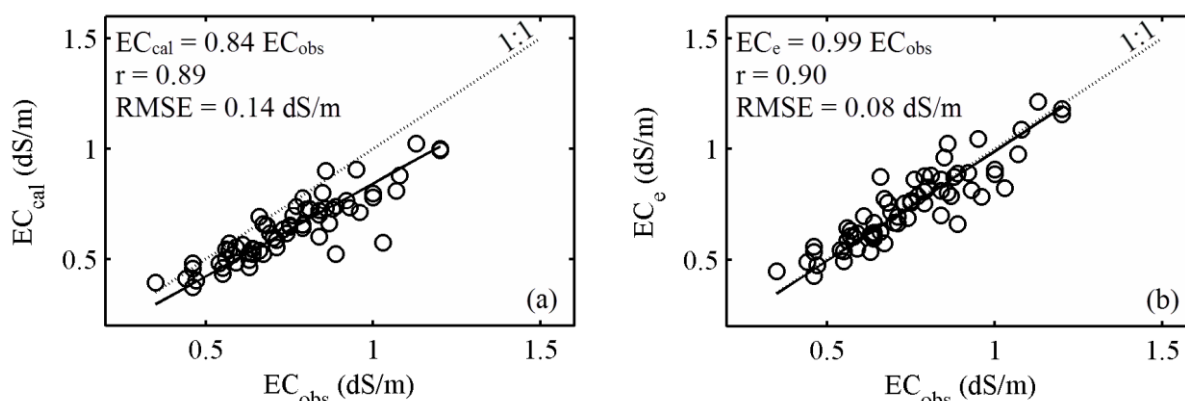 1.5
1
0.5
EC_cal (dS/m)
EC_cal = 0.84 EC_obs
r = 0.89
RMSE = 0.14 dS/m
1:1
(a)
0.5 1 1.5
EC_obs (dS/m)
1.5
1
0.5
EC_e (dS/m)
EC_e = 0.99 EC_obs
r = 0.90
RMSE = 0.08 dS/m
1:1
(b)
0.5 1 1.5
EC_obs (dS/m)